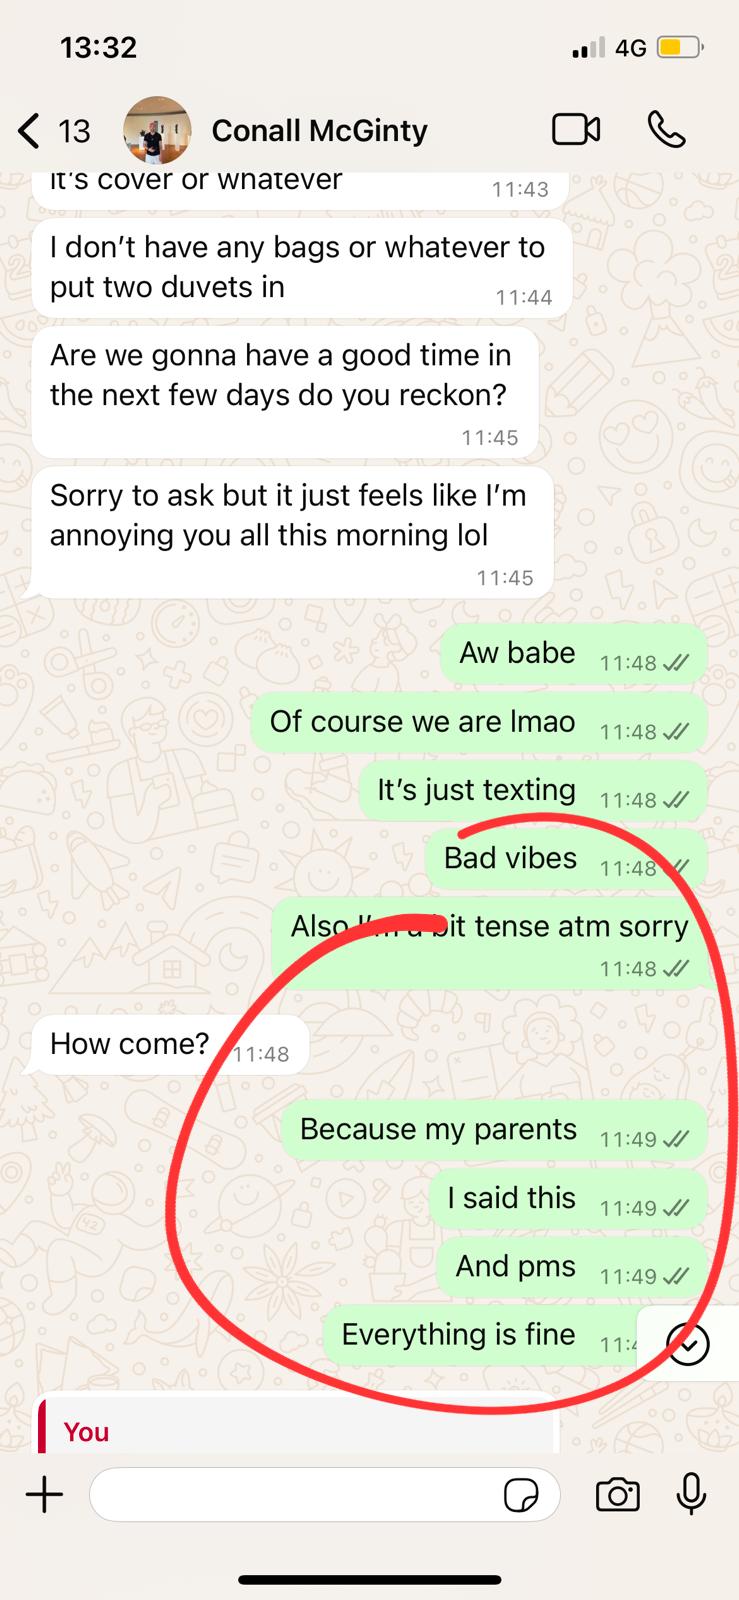 13:32
4G
13
Conall McGinty
it's cover or whatever
11:43
I don't have any bags or whatever to
put two duvets in
11:44
Are we gonna have a good time in
the next few days do you reckon?
11:45
Sorry to ask but it just feels like I'm
annoying you all this morning lol
11:45
Aw babe 11:48
Of course we are lmao 11:48
It's just texting 11:48
Bad vibes 11:48
Also I'm a bit tense atm sorry
11:48
How come? 11:48
Because my parents 11:49
I said this 11:49
And pms 11:49
Everything is fine
You